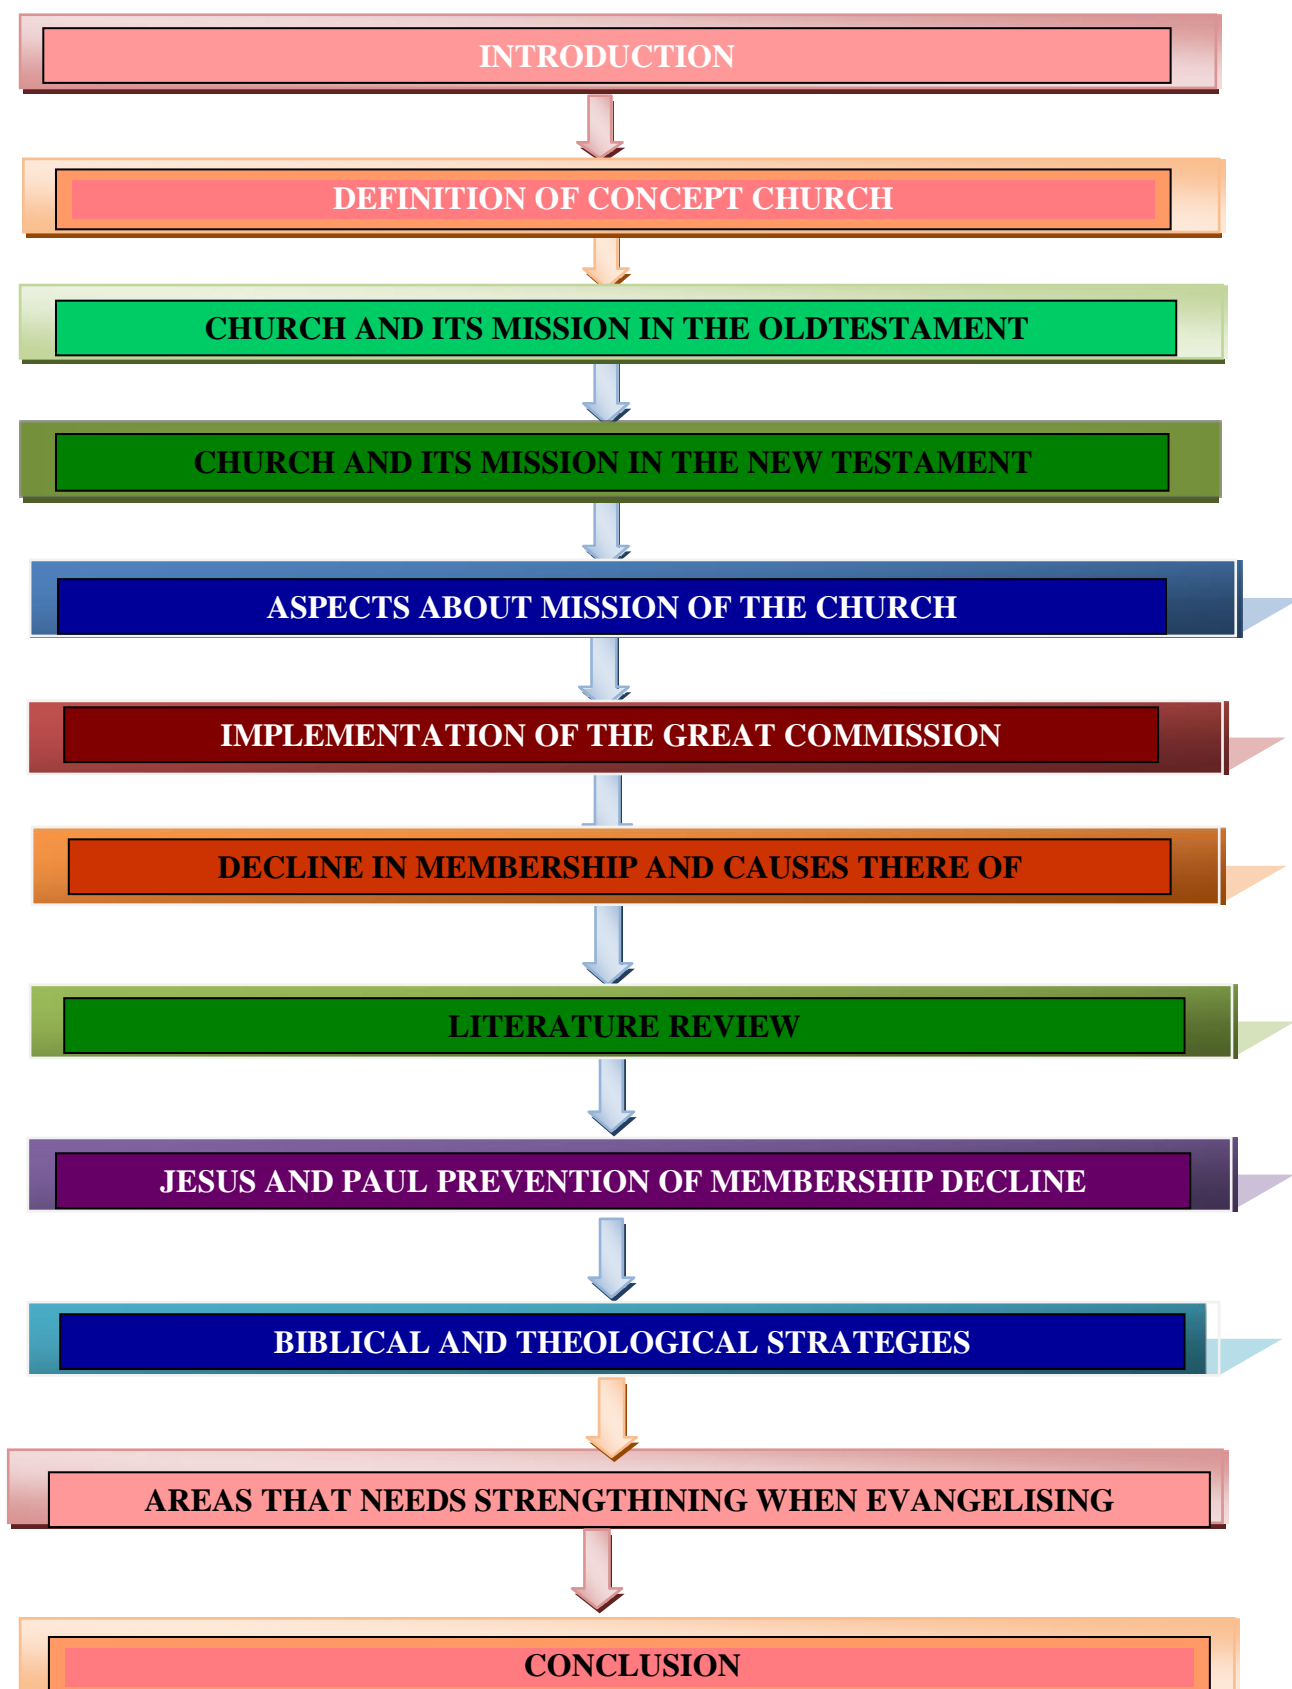 INTRODUCTION
DEFINITION OF CONCEPT CHURCH
CHURCH AND ITS MISSION IN THE OLDTESTAMENT
CHURCH AND ITS MISSION IN THE NEW TESTAMENT
ASPECTS ABOUT MISSION OF THE CHURCH
IMPLEMENTATION OF THE GREAT COMMISSION
DECLINE IN MEMBERSHIP AND CAUSES THERE OF
LITERATURE REVIEW
JESUS AND PAUL PREVENTION OF MEMBERSHIP DECLINE
BIBLICAL AND THEOLOGICAL STRATEGIES
AREAS THAT NEEDS STRENGTHINING WHEN EVANGELISING
CONCLUSION